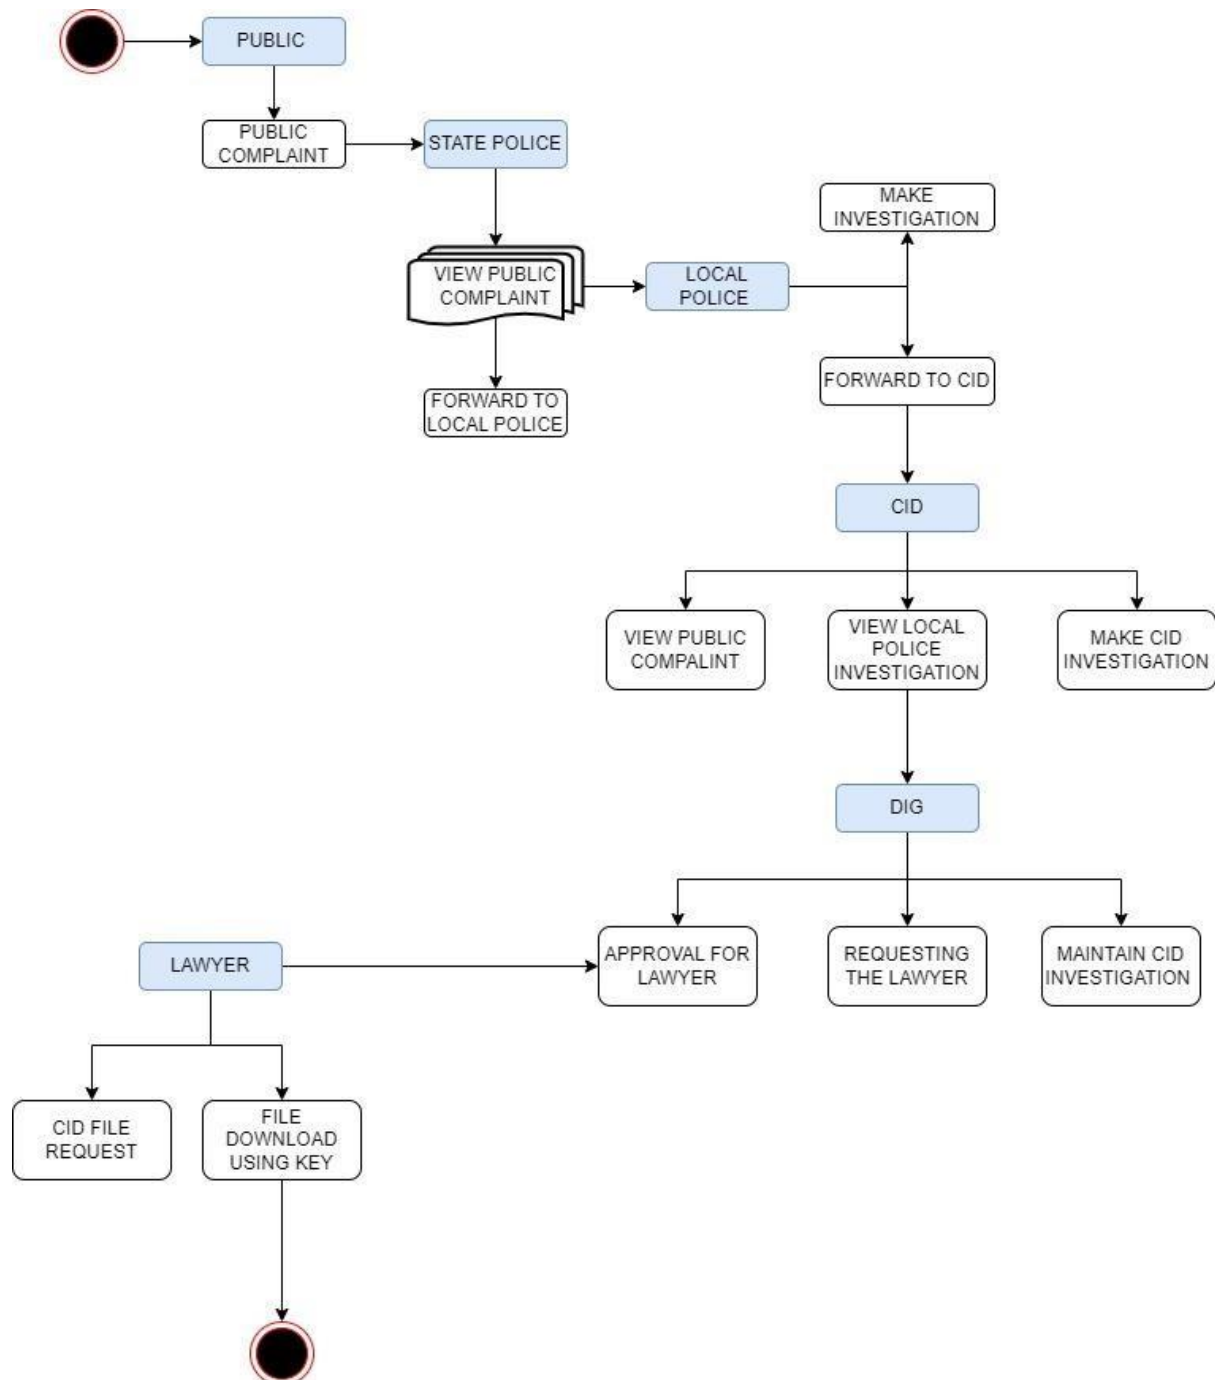 PUBLIC
PUBLIC
COMPLAINT
STATE POLICE
MAKE
INVESTIGATION
VIEW PUBLIC
COMPLAINT
LOCAL
POLICE
FORWARD TO CID
FORWARD TO
LOCAL POLICE
CID
VIEW PUBLIC
COMPALINT
VIEW LOCAL
POLICE
INVESTIGATION
MAKE CID
INVESTIGATION
DIG
LAWYER
APPROVAL FOR
LAWYER
REQUESTING
THE LAWYER
MAINTAIN CID
INVESTIGATION
CID FILE
REQUEST
FILE
DOWNLOAD
USING KEY